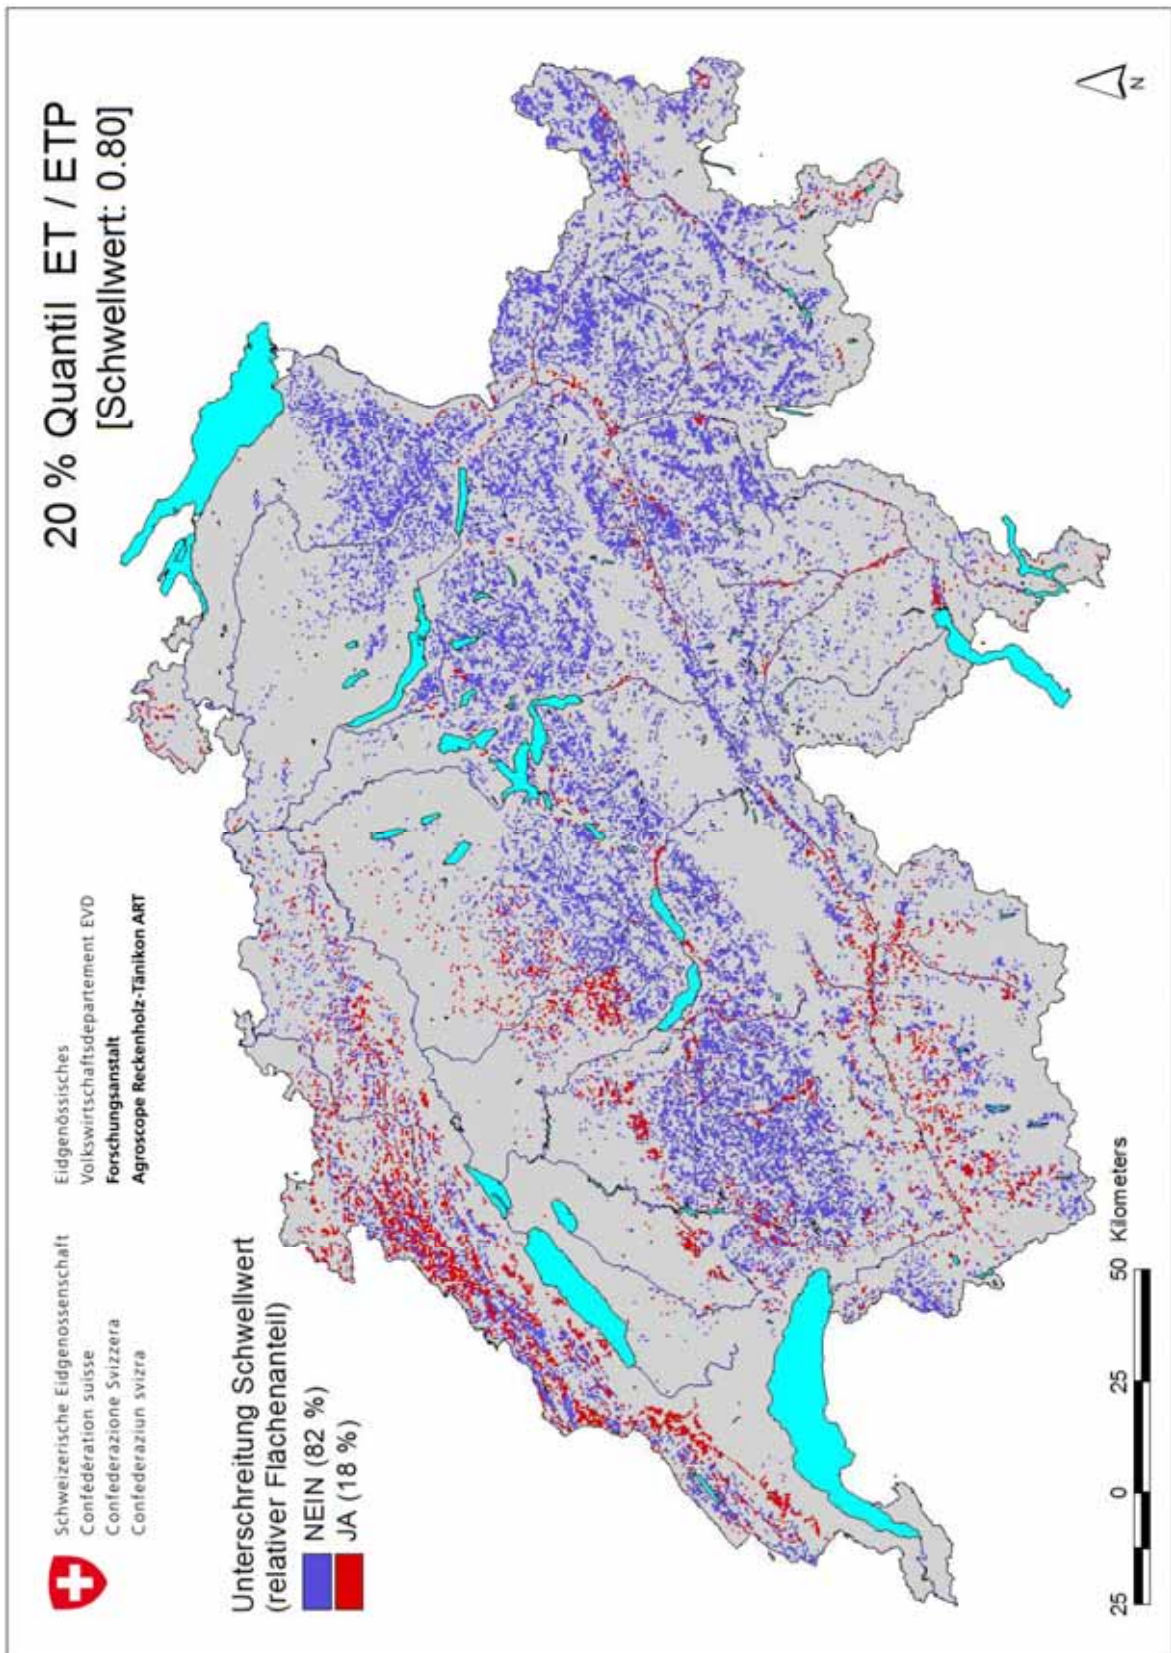 Schweizerische Eidgenossenschaft
Confédération suisse
Confederazione Svizzera
Confederaziun svizra
Eidgenössisches
Volkswirtschaftsdepartement EVD
Forschungsanstalt
Agroscope Reckenholz-Tänikon ART
20 % Quantil ET / ETP
[Schwellwert: 0.80]
Unterschreitung Schwellwert
(relativer Flächenanteil)
NEIN (82 %)
JA (18 %)
25 0 25 50 Kilometers
N